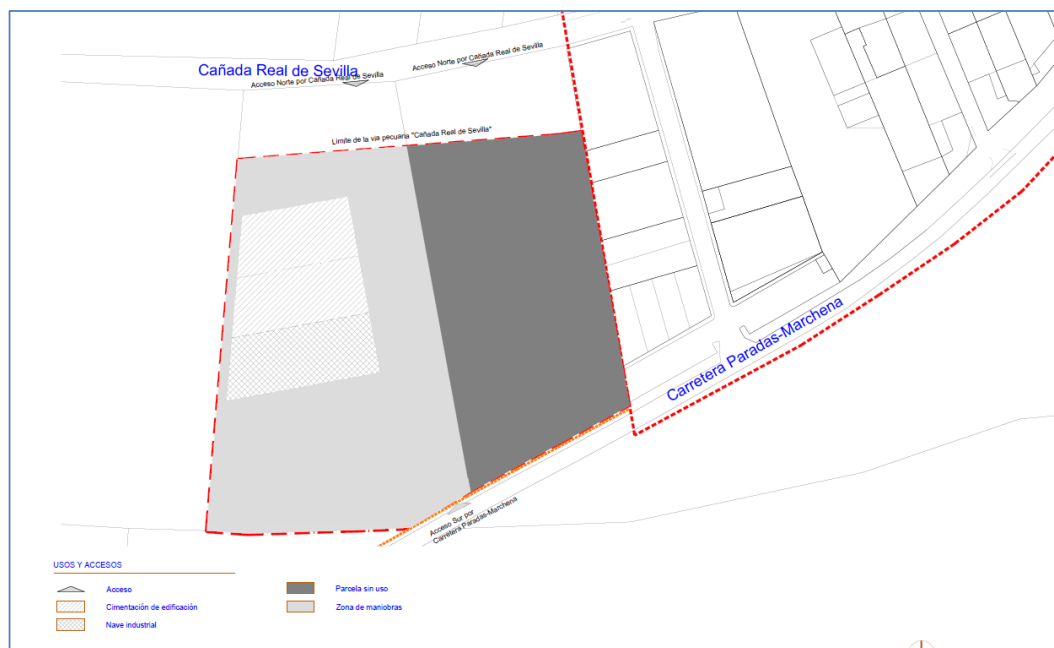 Cañada Real de Sevilla
Acceso Norte por Cañada Real de Sevilla
Acceso Norte por Cañada Real de Sevilla
Límite de la vía pecuaria "Cañada Real de Sevilla"
Carretera Paradas-Marchena
Acceso Sur por
Carretera Paradas-Marchena
USOS Y ACCESOS
Acceso
Cimentación de edificación
Nave industrial
Parcela sin uso
Zona de maniobras